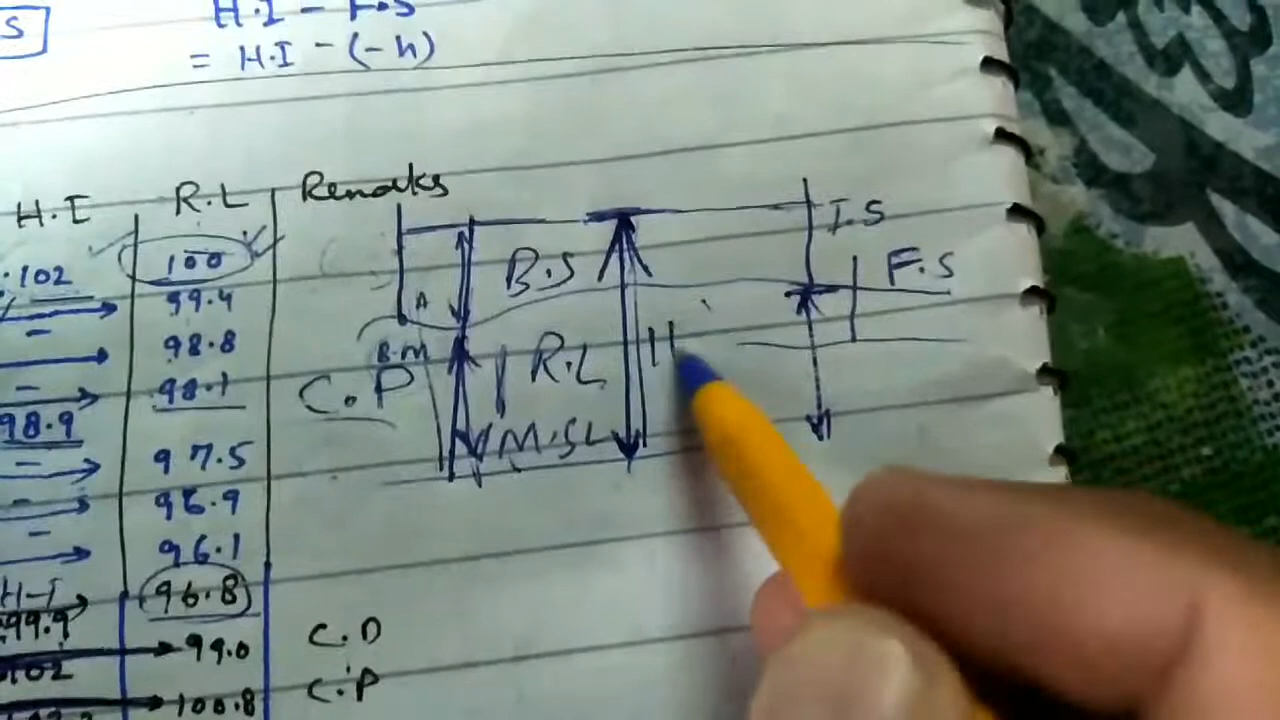 S
H.I - F.S
= H.I - (-h)
H.I R.L Remarks
102 100
- 99.4
- 98.8
- 98.1 C.P
98.9
- 97.5
- 96.9
- 96.1
H-I 96.8
99.9 99.0 C.D
102 100.8 C.P
I.S
B.S F.S
A
B.M R.L
M.SL